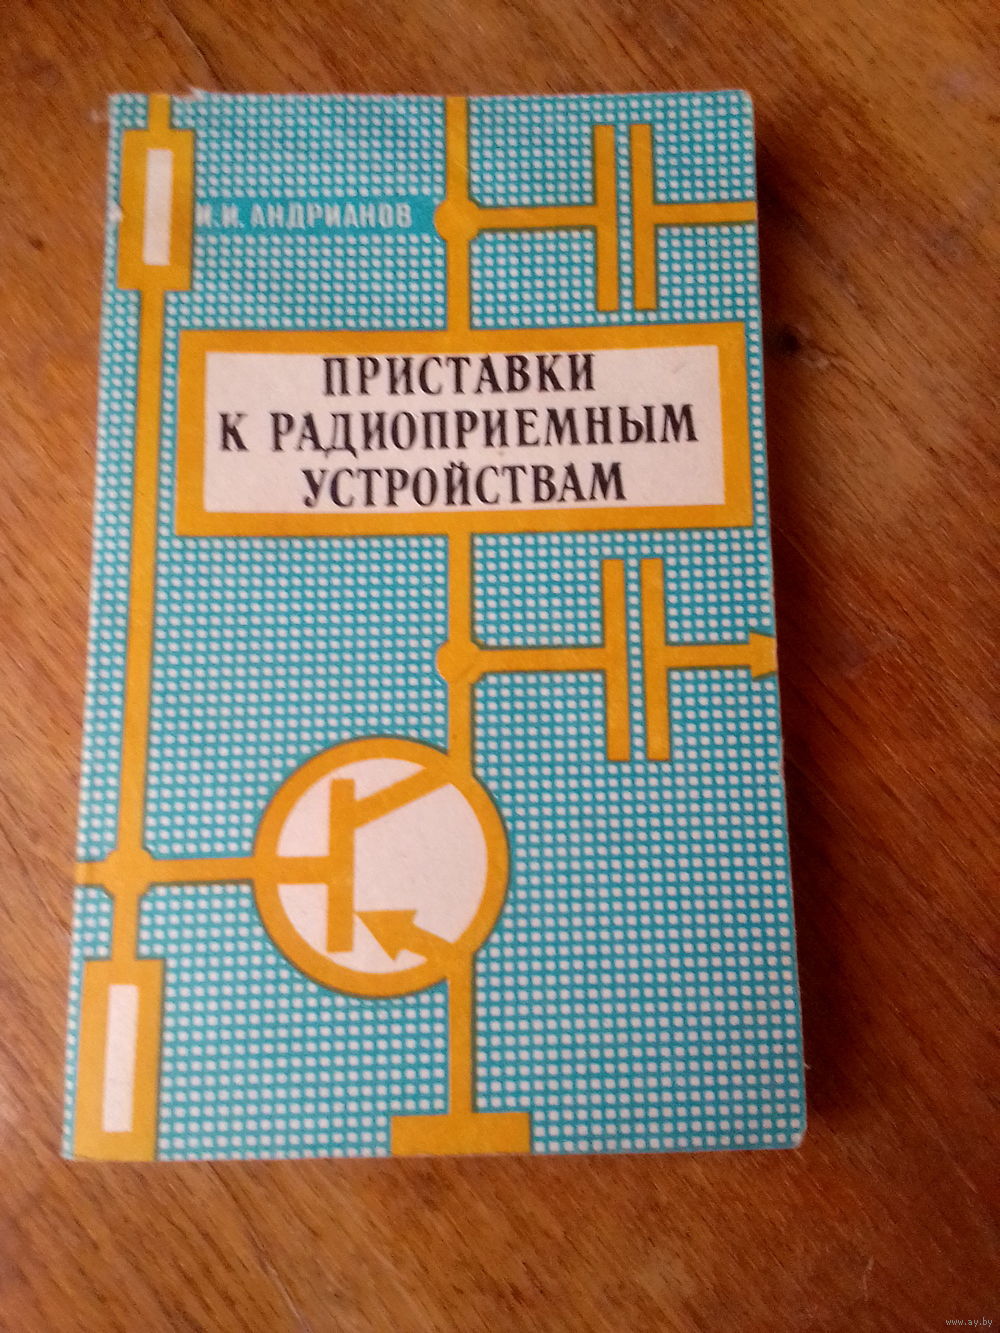 И.И. АНДРИАНОВ
ПРИСТАВКИ
К РАДИОПРИЕМНЫМ
УСТРОЙСТВАМ
www.ay.by